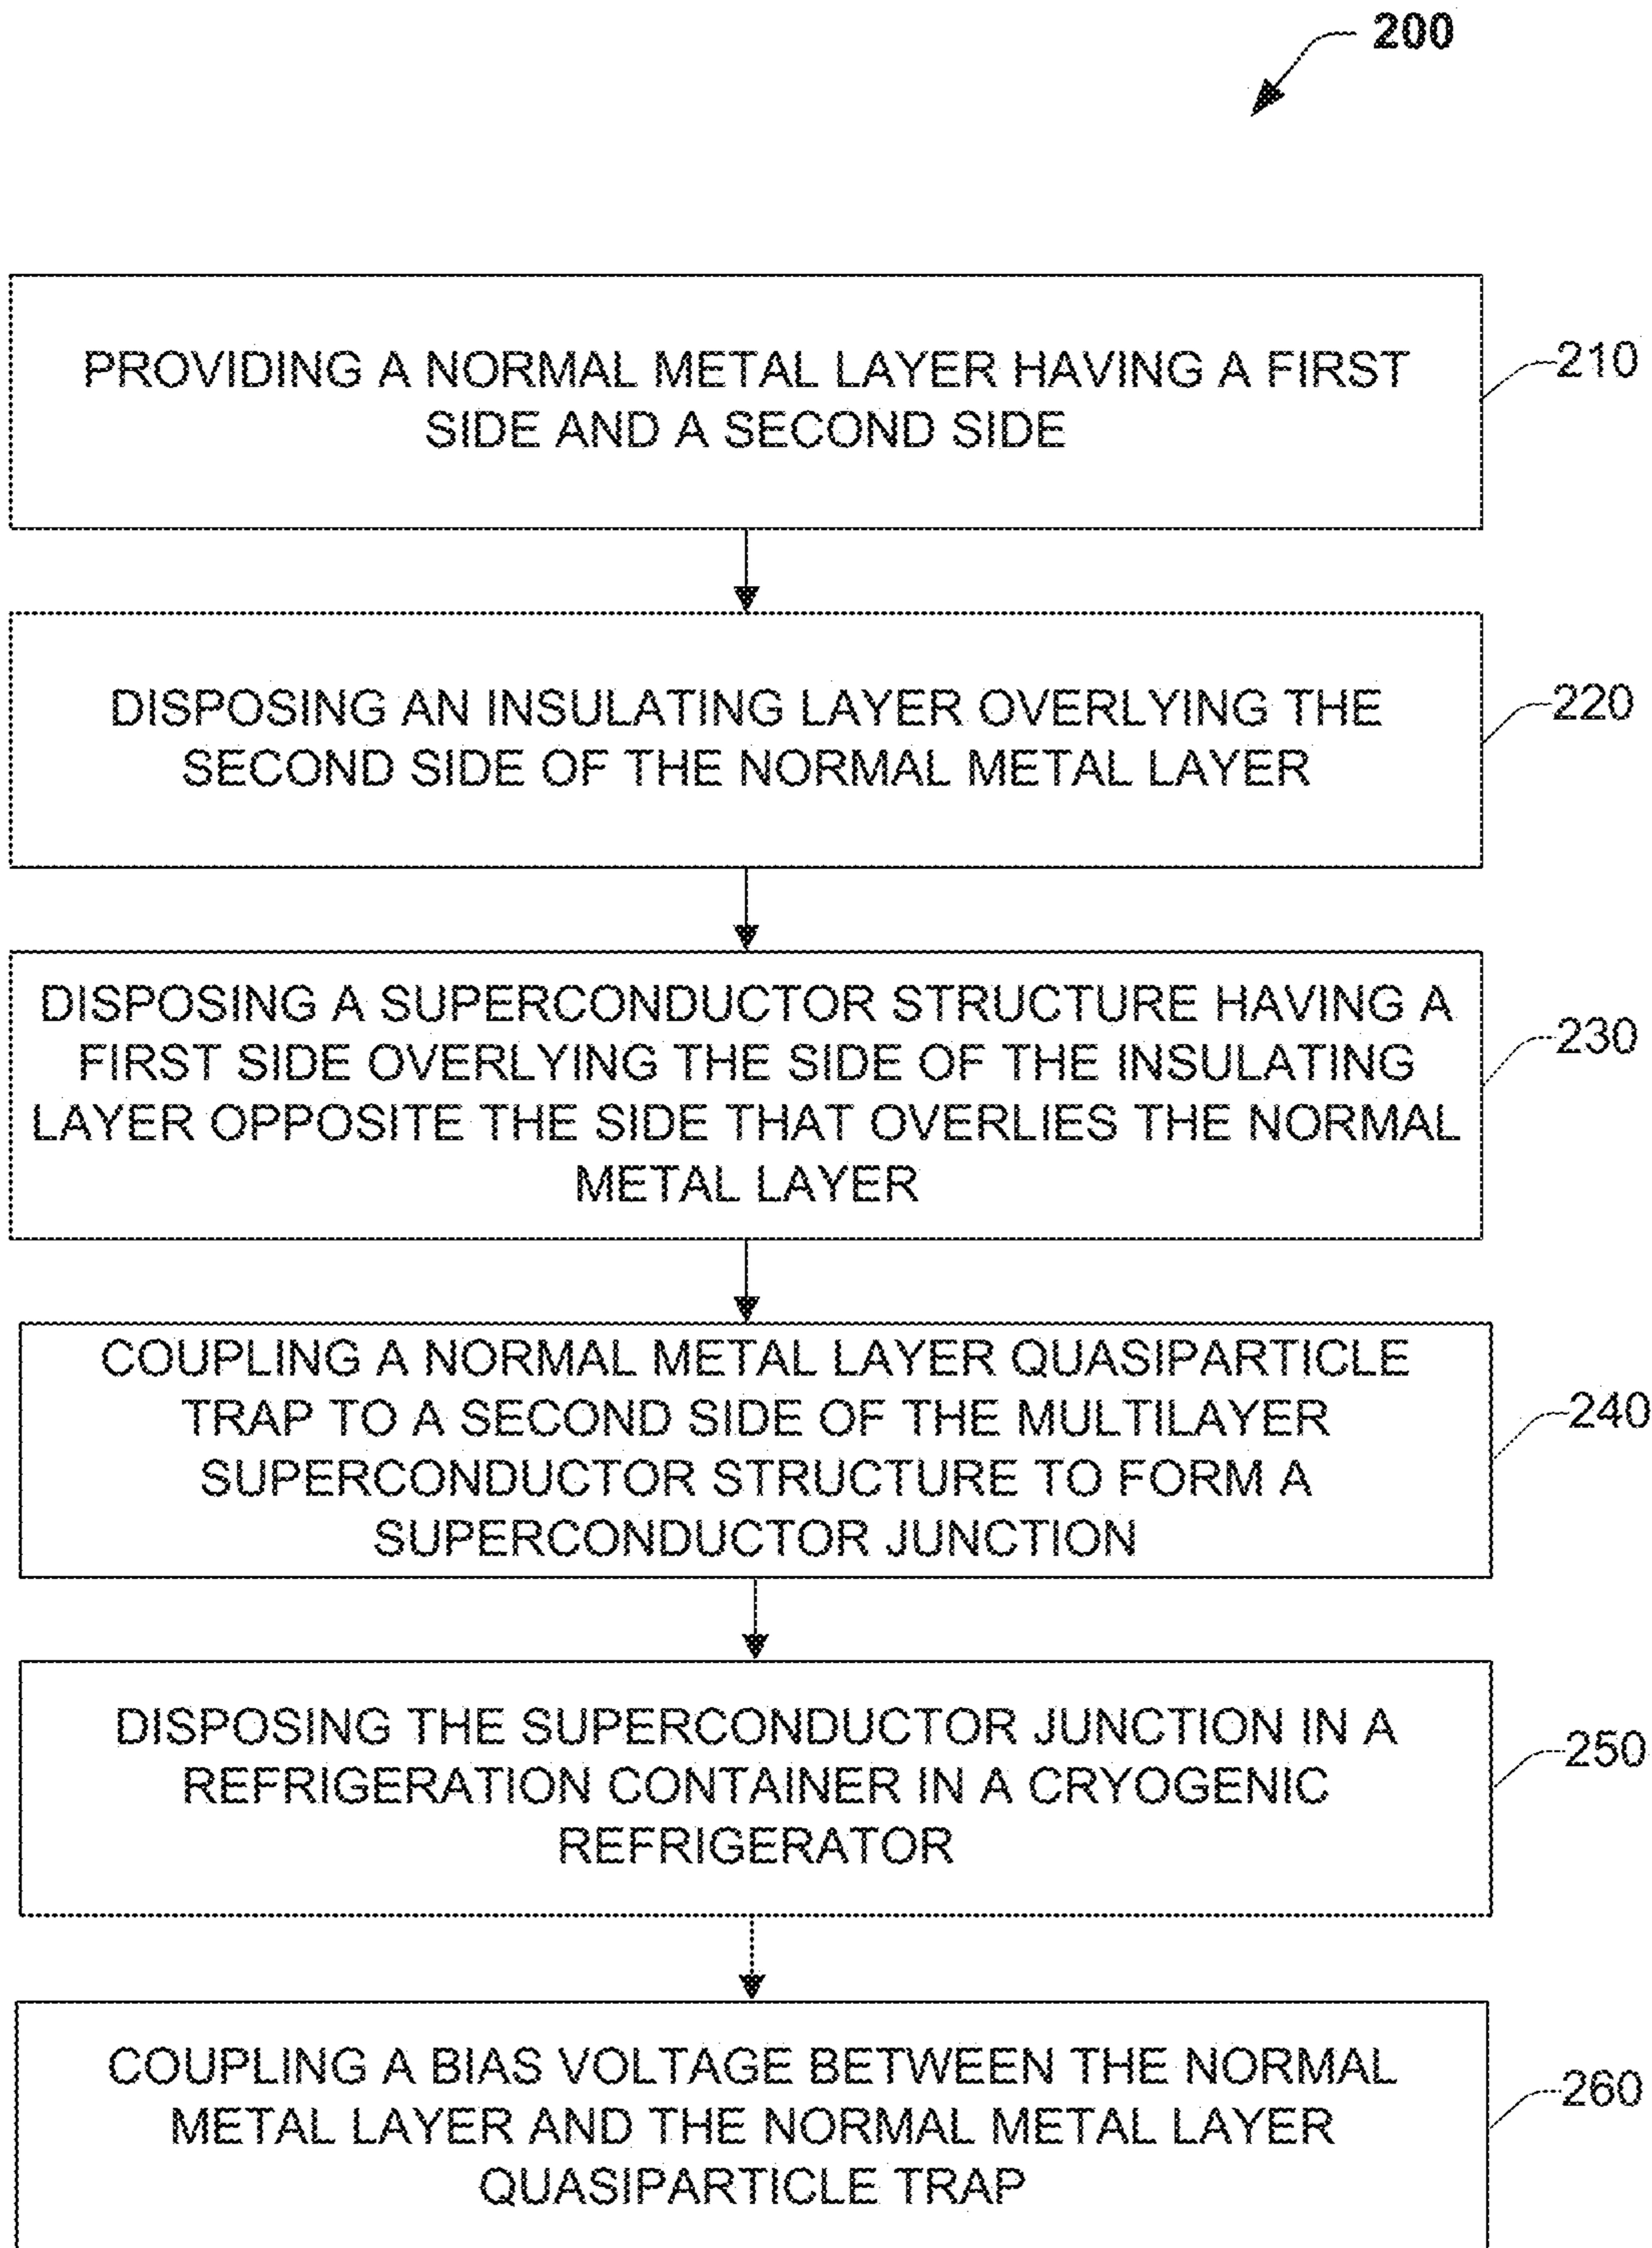 200
PROVIDING A NORMAL METAL LAYER HAVING A FIRST
SIDE AND A SECOND SIDE
210
DISPOSING AN INSULATING LAYER OVERLYING THE
SECOND SIDE OF THE NORMAL METAL LAYER
220
DISPOSING A SUPERCONDUCTOR STRUCTURE HAVING A
FIRST SIDE OVERLYING THE SIDE OF THE INSULATING
LAYER OPPOSITE THE SIDE THAT OVERLIES THE NORMAL
METAL LAYER
230
COUPLING A NORMAL METAL LAYER QUASIPARTICLE
TRAP TO A SECOND SIDE OF THE MULTILAYER
SUPERCONDUCTOR STRUCTURE TO FORM A
SUPERCONDUCTOR JUNCTION
240
DISPOSING THE SUPERCONDUCTOR JUNCTION IN A
REFRIGERATION CONTAINER IN A CRYOGENIC
REFRIGERATOR
250
COUPLING A BIAS VOLTAGE BETWEEN THE NORMAL
METAL LAYER AND THE NORMAL METAL LAYER
QUASIPARTICLE TRAP
260